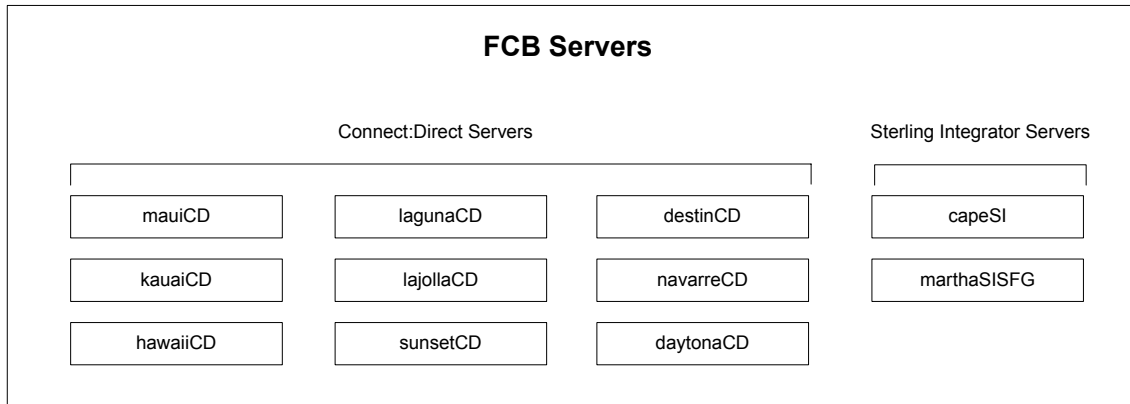 FCB Servers
Connect:Direct Servers
Sterling Integrator Servers
mauiCD
lagunaCD
destinCD
capeSI
kauaiCD
lajollaCD
navarreCD
marthaSISFG
hawaiiCD
sunsetCD
daytonaCD